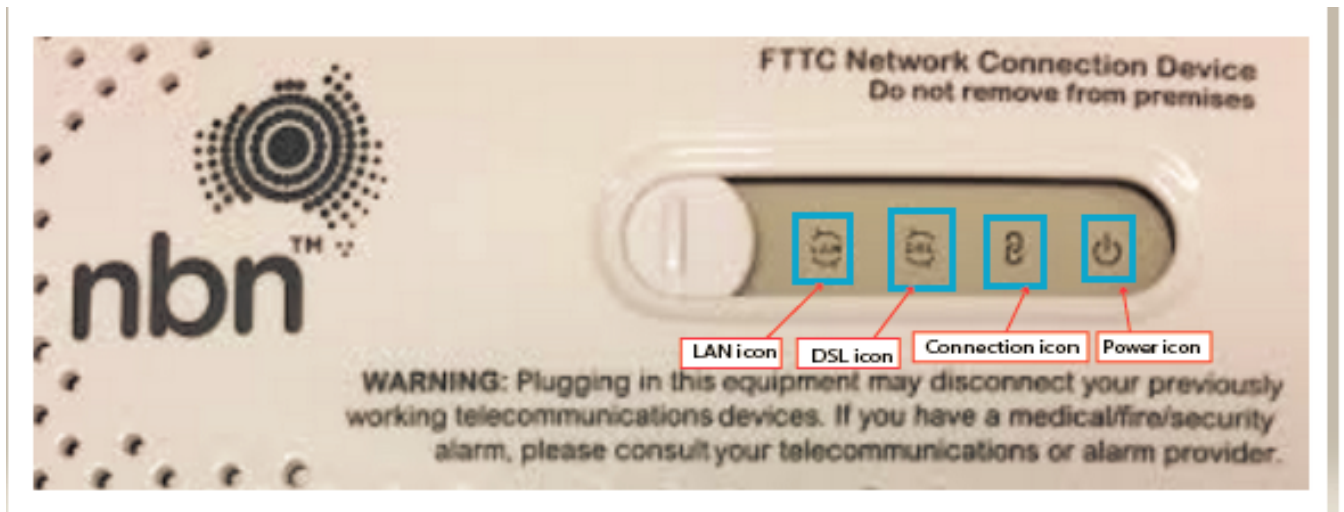 FTTC Network Connection Device
Do not remove from premises
nbn™
LAN
DSL
LAN icon
DSL icon
Connection icon
Power icon
WARNING: Plugging in this equipment may disconnect your previously
working telecommunications devices. If you have a medical/fire/security
alarm, please consult your telecommunications or alarm provider.